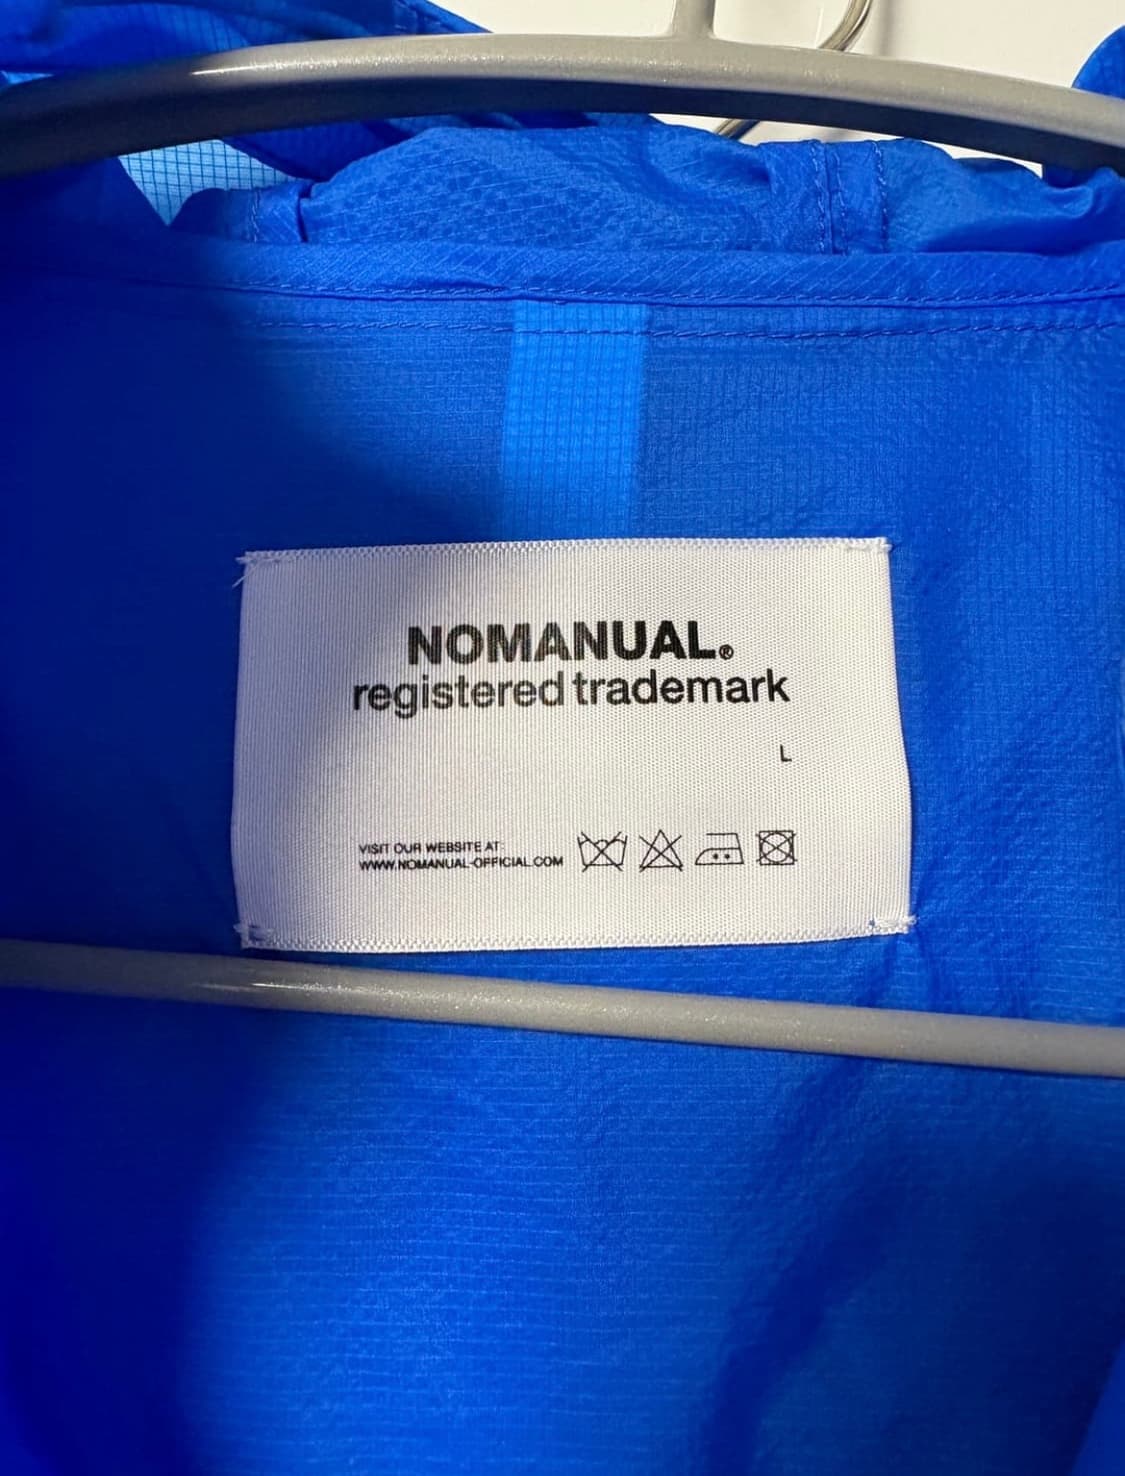 NOMANUAL.®
registered trademark
L
VISIT OUR WEBSITE AT:
WWW.NOMANUAL-OFFICIAL.COM